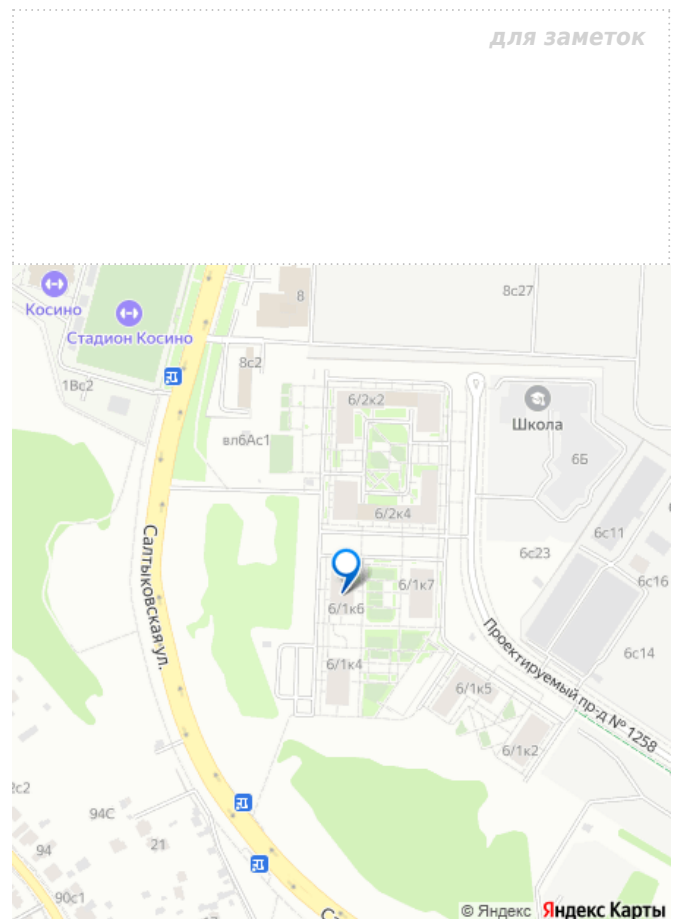 для заметок
Косино
Стадион Косино
8
8с27
8с2
1Вс2
6/2к2
Школа
вл6Ас1
6Б
6/2к4
6с11
6с23
Салтыковская ул.
6/1к7
6с16
6/1к6
Проектируемый пр-д № 1258
6с14
6/1к4
6/1к5
6/1к2
94С
21
94
90с1
© Яндекс Яндекс Карты